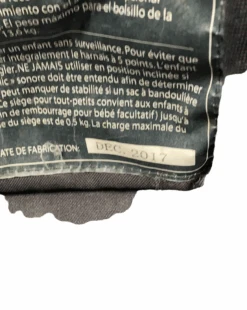 miento con el
El peso máximo para el bolsillo de la
13,6 kg.
un enfant sans surveillance. Pour éviter que
er intégralement le harnais à 5 points. L'enfant
gler. NE JAMAIS utiliser en position inclinée si
lic » sonore doit être entendu afin de déterminer
peut manquer de stabilité si un sac à bandoulière
Ce siège pour tout-petits convient aux enfants à
in de rembourrage pour bébé facultatif) jusqu'à
du siège est de 0,5 kg. La charge maximale du
ATE DE FABRICATION: DEC. 2017